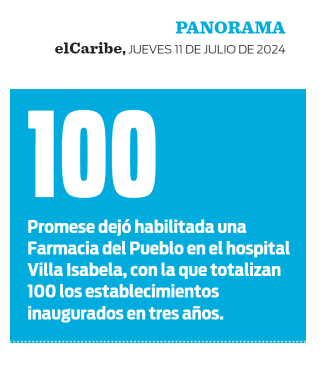 PANORAMA
elCaribe, JUEVES 11 DE JULIO DE 2024
100
Promese dejó habilitada una
Farmacia del Pueblo en el hospital
Villa Isabela, con la que totalizan
100 los establecimientos
inaugurados en tres años.